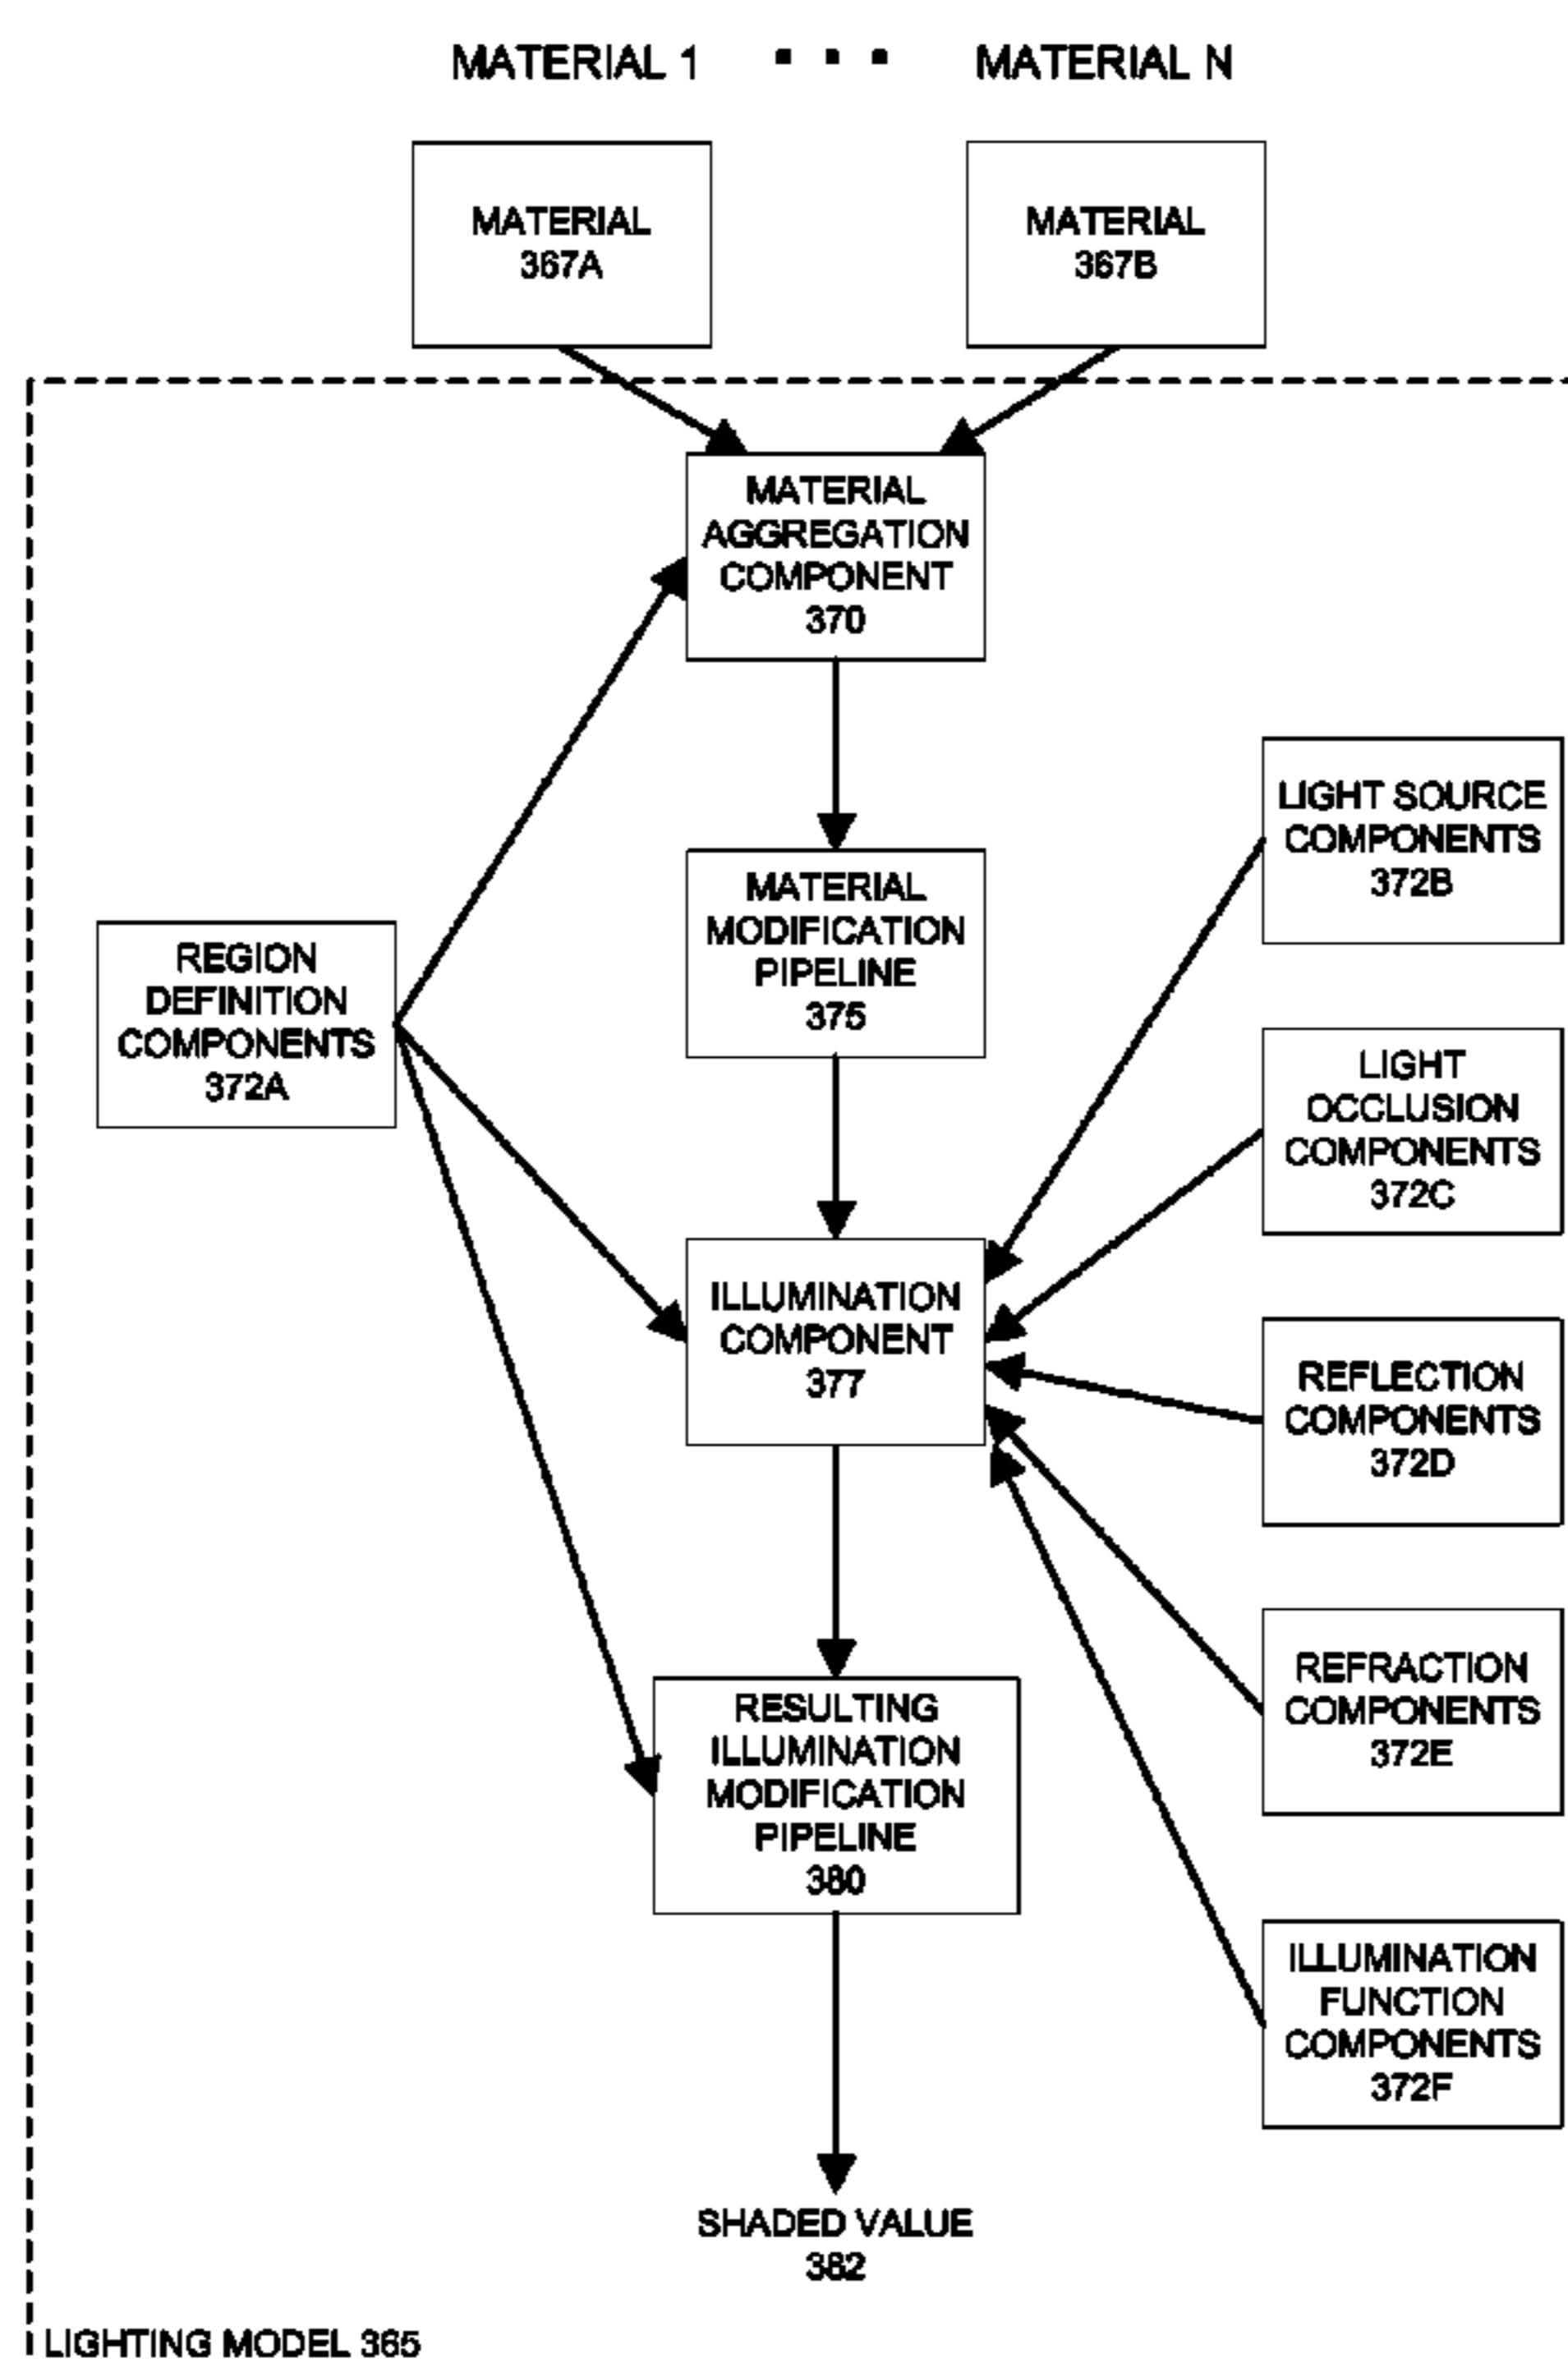 MATERIAL 1 ▪ ▪ ▪ MATERIAL N
MATERIAL
367A
MATERIAL
367B
MATERIAL
AGGREGATION
COMPONENT
370
LIGHT SOURCE
COMPONENTS
372B
MATERIAL
MODIFICATION
PIPELINE
375
REGION
DEFINITION
COMPONENTS
372A
LIGHT
OCCLUSION
COMPONENTS
372C
ILLUMINATION
COMPONENT
377
REFLECTION
COMPONENTS
372D
REFRACTION
COMPONENTS
372E
RESULTING
ILLUMINATION
MODIFICATION
PIPELINE
380
ILLUMINATION
FUNCTION
COMPONENTS
372F
SHADED VALUE
382
LIGHTING MODEL 365